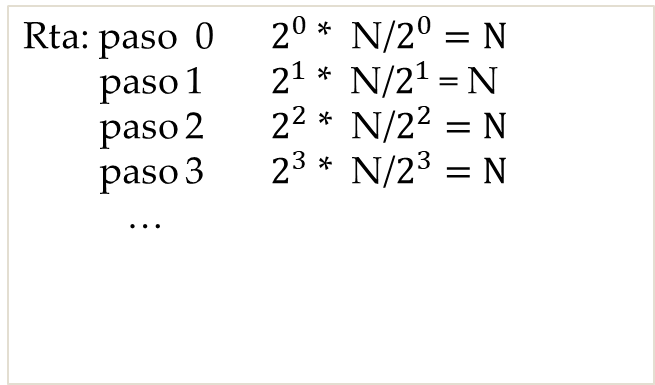 Rta: paso 0 2⁰ * N/2⁰ = N
paso 1 2¹ * N/2¹ = N
paso 2 2² * N/2² = N
paso 3 2³ * N/2³ = N
…